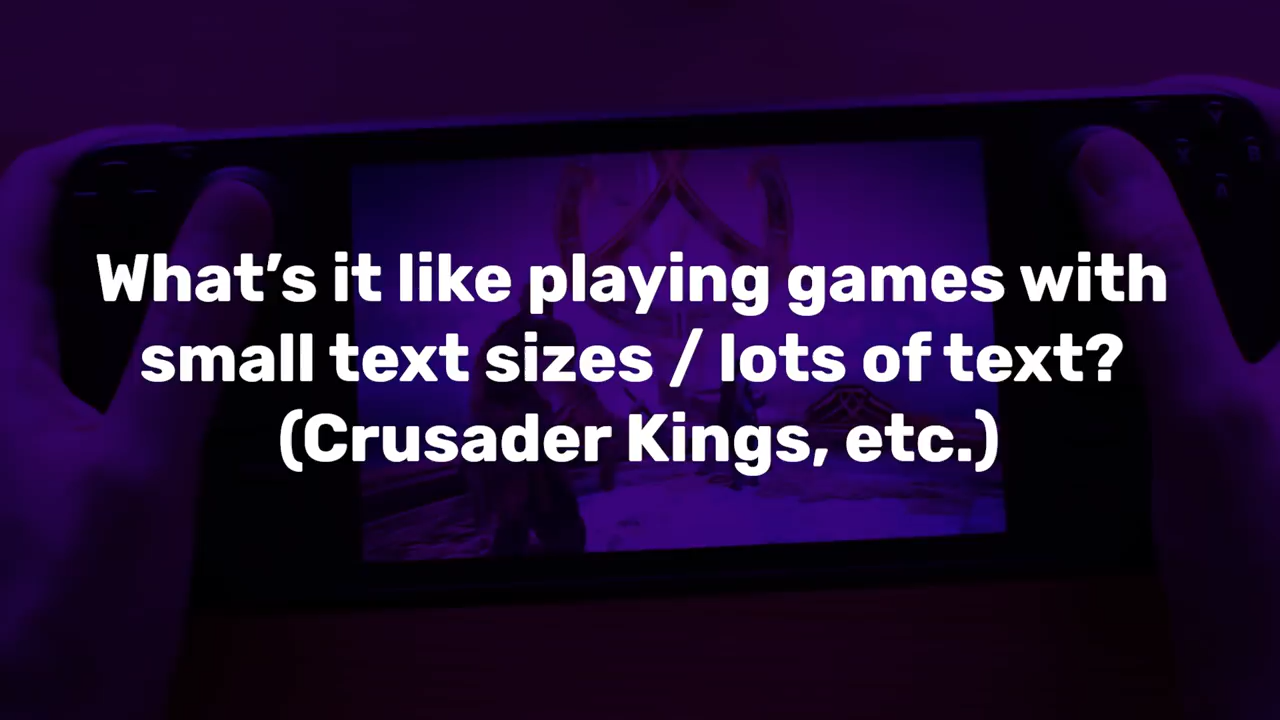 What’s it like playing games with
small text sizes / lots of text?
(Crusader Kings, etc.)